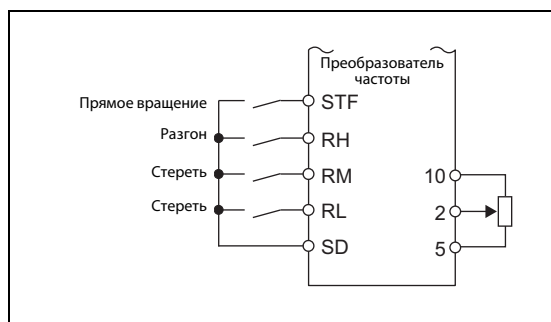 Преобразователь
частоты
Прямое вращение STF
Разгон RH
Стереть RM 10
Стереть RL 2
SD 5